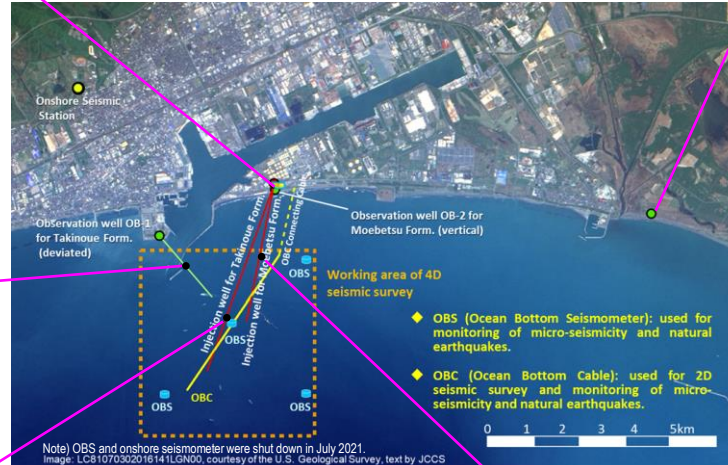 Onshore Seismic
Station
Observation well OB-1
for Takinoue Form.
(deviated)
Injection well for Takinoue Form.
Injection well for Moebetsu Form.
OBC Connecting Cable
Observation well OB-2 for
Moebetsu Form. (vertical)
OBS
Working area of 4D
seismic survey
OBS
OBC
OBS
OBS
◆ OBS (Ocean Bottom Seismometer): used for
monitoring of micro-seismicity and natural
earthquakes.
◆ OBC (Ocean Bottom Cable): used for 2D
seismic survey and monitoring of micro-
seismicity and natural earthquakes.
0 1 2 3 4 5km
Note) OBS and onshore seismometer were shut down in July 2021.
Image: LC81070302016141LGN00, courtesy of the U.S. Geological Survey, text by JCCS